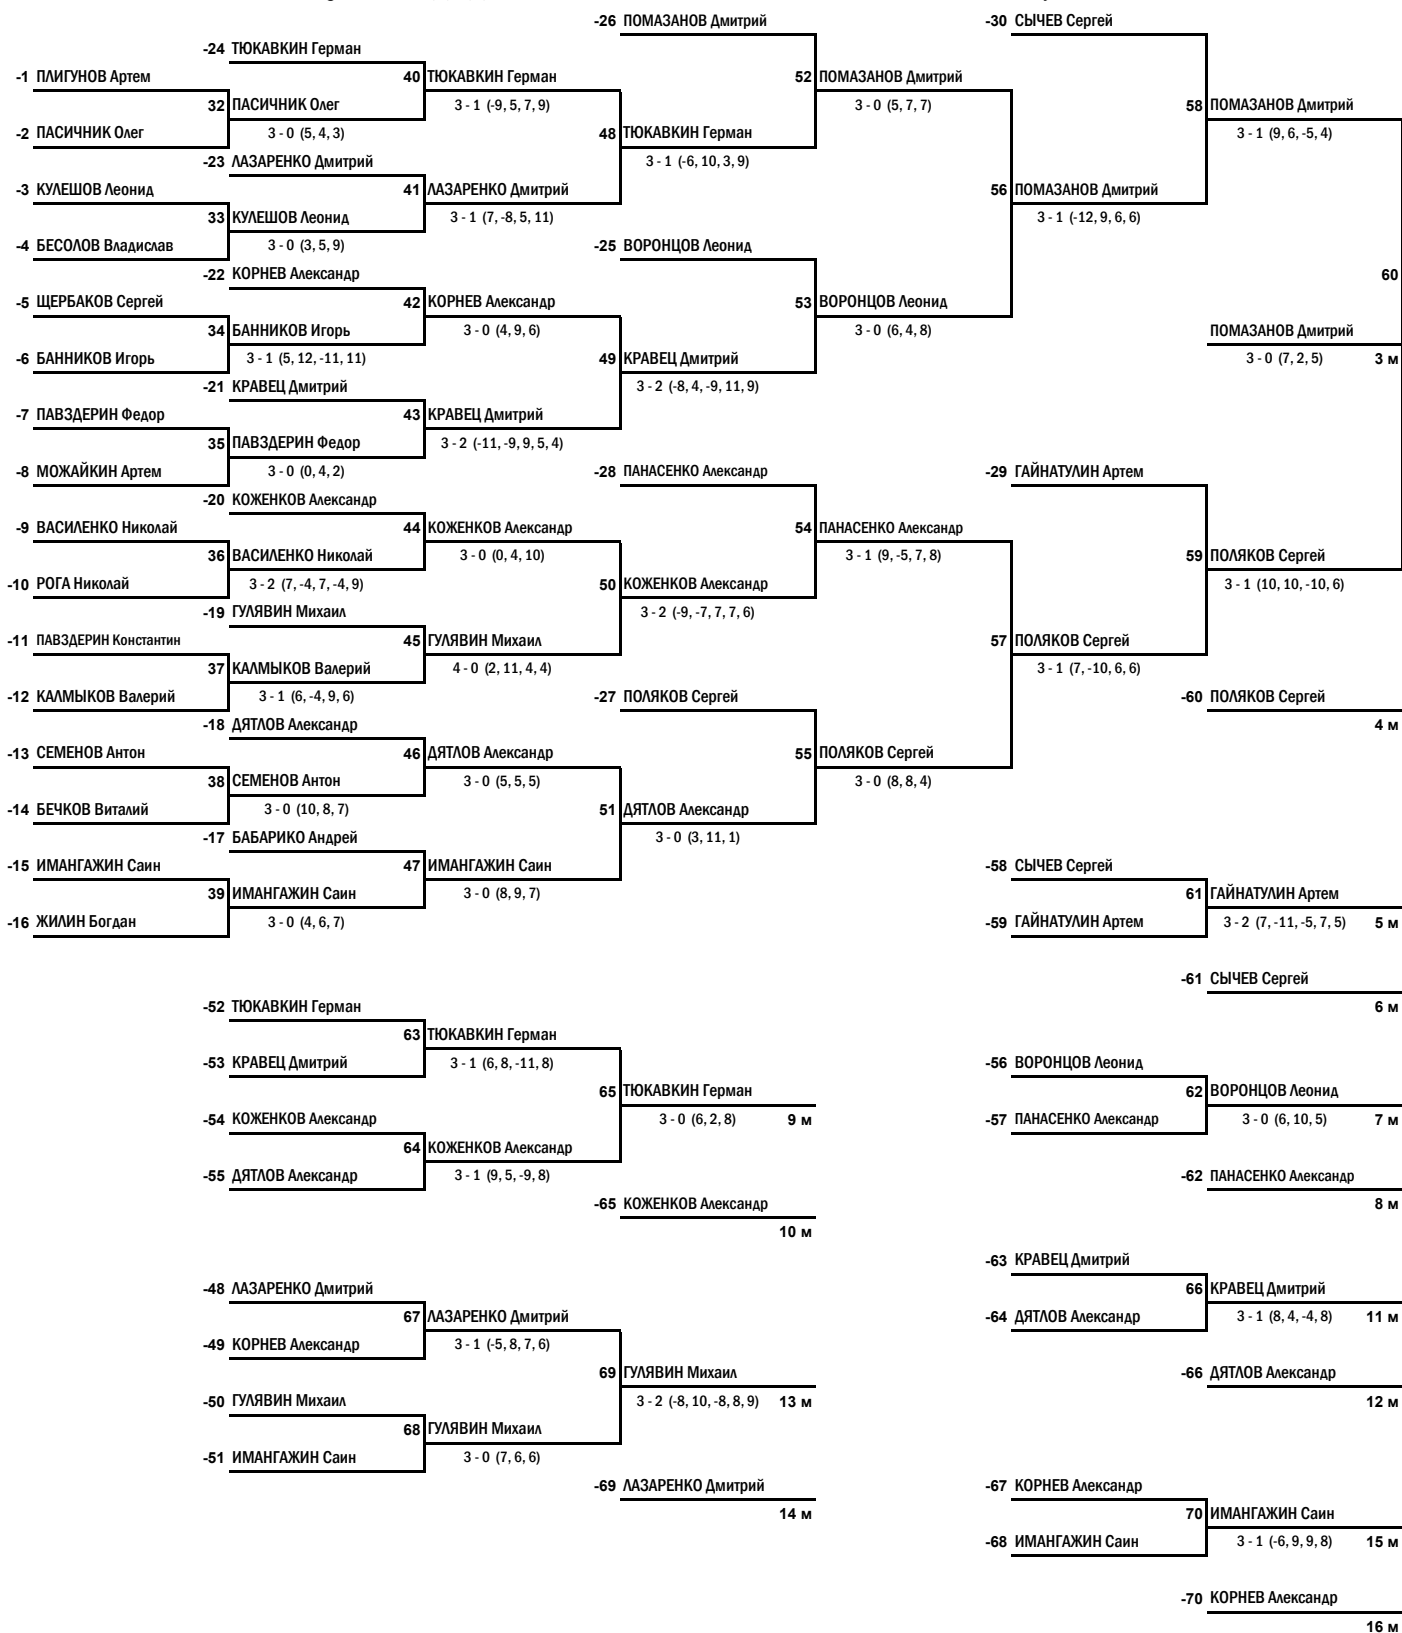 -26 ПОМАЗАНОВ Дмитрий
-30 СЫЧЕВ Сергей
-24 ТЮКАВКИН Герман
-1 ПЛИГУНОВ Артем
40 ТЮКАВКИН Герман
52 ПОМАЗАНОВ Дмитрий
32 ПАСИЧНИК Олег
3 - 1 (-9, 5, 7, 9)
3 - 0 (5, 7, 7)
58 ПОМАЗАНОВ Дмитрий
-2 ПАСИЧНИК Олег
3 - 0 (5, 4, 3)
48 ТЮКАВКИН Герман
3 - 1 (9, 6, -5, 4)
-23 ЛАЗАРЕНКО Дмитрий
3 - 1 (-6, 10, 3, 9)
-3 КУЛЕШОВ Леонид
41 ЛАЗАРЕНКО Дмитрий
56 ПОМАЗАНОВ Дмитрий
33 КУЛЕШОВ Леонид
3 - 1 (7, -8, 5, 11)
3 - 1 (-12, 9, 6, 6)
-4 БЕСОЛОВ Владислав
3 - 0 (3, 5, 9)
-25 ВОРОНЦОВ Леонид
-22 КОРНЕВ Александр
60
-5 ЩЕРБАКОВ Сергей
42 КОРНЕВ Александр
53 ВОРОНЦОВ Леонид
34 БАННИКОВ Игорь
3 - 0 (4, 9, 6)
3 - 0 (6, 4, 8)
ПОМАЗАНОВ Дмитрий
-6 БАННИКОВ Игорь
3 - 1 (5, 12, -11, 11)
49 КРАВЕЦ Дмитрий
3 - 0 (7, 2, 5) 3 м
-21 КРАВЕЦ Дмитрий
3 - 2 (-8, 4, -9, 11, 9)
-7 ПАВЗДЕРИН Федор
43 КРАВЕЦ Дмитрий
35 ПАВЗДЕРИН Федор
3 - 2 (-11, -9, 9, 5, 4)
-8 МОЖАЙКИН Артем
3 - 0 (0, 4, 2)
-28 ПАНАСЕНКО Александр
-29 ГАЙНАТУЛИН Артем
-20 КОЖЕНКОВ Александр
-9 ВАСИЛЕНКО Николай
44 КОЖЕНКОВ Александр
54 ПАНАСЕНКО Александр
36 ВАСИЛЕНКО Николай
3 - 0 (0, 4, 10)
3 - 1 (9, -5, 7, 8)
59 ПОЛЯКОВ Сергей
-10 РОГА Николай
3 - 2 (7, -4, 7, -4, 9)
50 КОЖЕНКОВ Александр
3 - 1 (10, 10, -10, 6)
-19 ГУЛЯВИН Михаил
3 - 2 (-9, -7, 7, 7, 6)
-11 ПАВЗДЕРИН Константин
45 ГУЛЯВИН Михаил
57 ПОЛЯКОВ Сергей
37 КАЛМЫКОВ Валерий
4 - 0 (2, 11, 4, 4)
3 - 1 (7, -10, 6, 6)
-12 КАЛМЫКОВ Валерий
3 - 1 (6, -4, 9, 6)
-27 ПОЛЯКОВ Сергей
-60 ПОЛЯКОВ Сергей
-18 ДЯТЛОВ Александр
4 м
-13 СЕМЕНОВ Антон
46 ДЯТЛОВ Александр
55 ПОЛЯКОВ Сергей
38 СЕМЕНОВ Антон
3 - 0 (5, 5, 5)
3 - 0 (8, 8, 4)
-14 БЕЧКОВ Виталий
3 - 0 (10, 8, 7)
51 ДЯТЛОВ Александр
-17 БАБАРИКО Андрей
3 - 0 (3, 11, 1)
-15 ИМАНГАЖИН Саин
47 ИМАНГАЖИН Саин
-58 СЫЧЕВ Сергей
39 ИМАНГАЖИН Саин
3 - 0 (8, 9, 7)
61 ГАЙНАТУЛИН Артем
-16 ЖИЛИН Богдан
3 - 0 (4, 6, 7)
-59 ГАЙНАТУЛИН Артем
3 - 2 (7, -11, -5, 7, 5) 5 м
-61 СЫЧЕВ Сергей
-52 ТЮКАВКИН Герман
6 м
63 ТЮКАВКИН Герман
-53 КРАВЕЦ Дмитрий
3 - 1 (6, 8, -11, 8)
-56 ВОРОНЦОВ Леонид
65 ТЮКАВКИН Герман
62 ВОРОНЦОВ Леонид
-54 КОЖЕНКОВ Александр
3 - 0 (6, 2, 8) 9 м
-57 ПАНАСЕНКО Александр
3 - 0 (6, 10, 5) 7 м
64 КОЖЕНКОВ Александр
-55 ДЯТЛОВ Александр
3 - 1 (9, 5, -9, 8)
-62 ПАНАСЕНКО Александр
-65 КОЖЕНКОВ Александр
8 м
10 м
-63 КРАВЕЦ Дмитрий
-48 ЛАЗАРЕНКО Дмитрий
66 КРАВЕЦ Дмитрий
67 ЛАЗАРЕНКО Дмитрий
-64 ДЯТЛОВ Александр
3 - 1 (8, 4, -4, 8) 11 м
-49 КОРНЕВ Александр
3 - 1 (-5, 8, 7, 6)
69 ГУЛЯВИН Михаил
-66 ДЯТЛОВ Александр
-50 ГУЛЯВИН Михаил
3 - 2 (-8, 10, -8, 8, 9) 13 м
12 м
68 ГУЛЯВИН Михаил
-51 ИМАНГАЖИН Саин
3 - 0 (7, 6, 6)
-69 ЛАЗАРЕНКО Дмитрий
-67 КОРНЕВ Александр
14 м
70 ИМАНГАЖИН Саин
-68 ИМАНГАЖИН Саин
3 - 1 (-6, 9, 9, 8) 15 м
-70 КОРНЕВ Александр
16 м